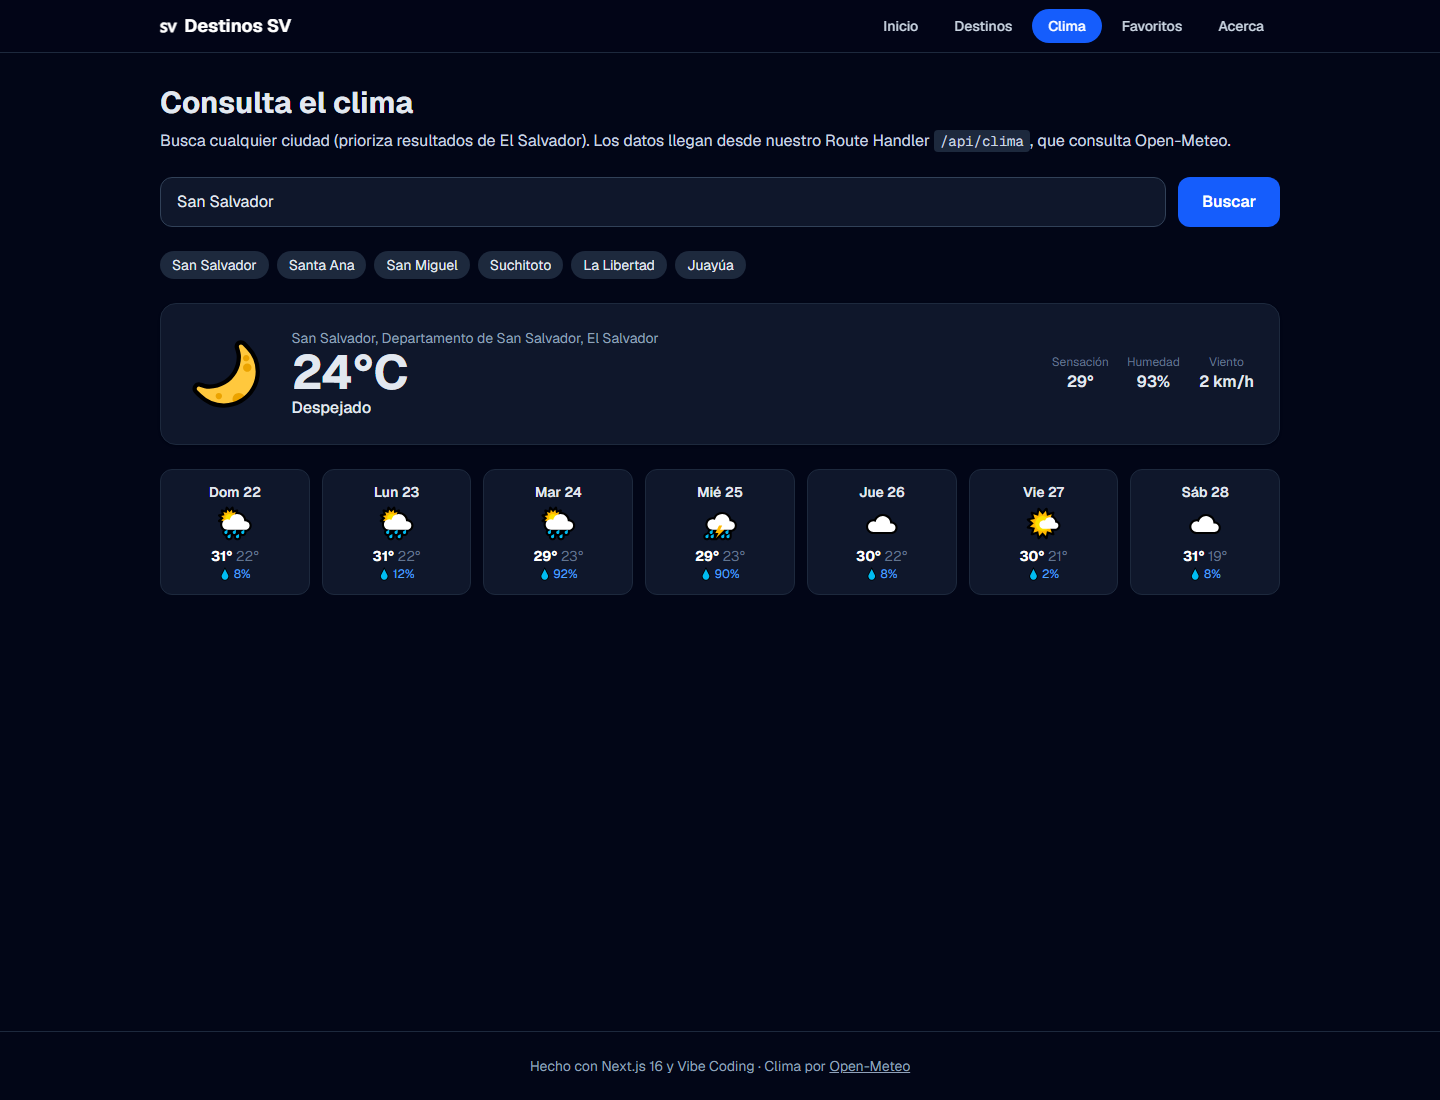 SV Destinos SV
Inicio Destinos Clima Favoritos Acerca
Consulta el clima
Busca cualquier ciudad (prioriza resultados de El Salvador). Los datos llegan desde nuestro Route Handler /api/clima, que consulta Open-Meteo.
San Salvador
Buscar
San Salvador Santa Ana San Miguel Suchitoto La Libertad Juayúa
San Salvador, Departamento de San Salvador, El Salvador
24°C
Despejado
Sensación Humedad Viento
29° 93% 2 km/h
Dom 22 Lun 23 Mar 24 Mié 25 Jue 26 Vie 27 Sáb 28
31° 22° 31° 22° 29° 23° 29° 23° 30° 22° 30° 21° 31° 19°
8% 12% 92% 90% 8% 2% 8%
Hecho con Next.js 16 y Vibe Coding · Clima por Open-Meteo